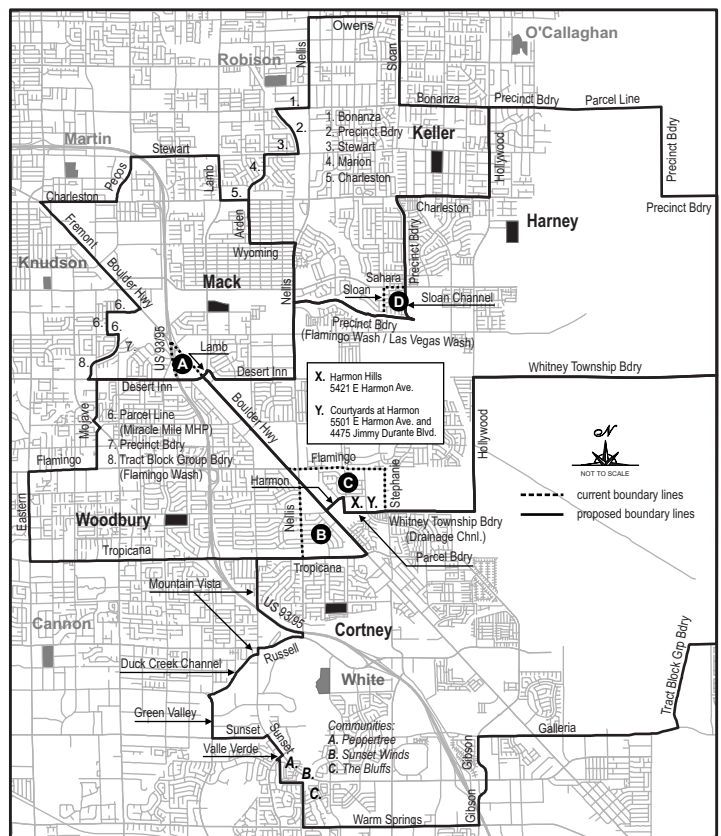 Owens
O'Callaghan
Nellis
Sloan
Robison
1.
Bonanza
Precinct Bdry
Parcel Line
2.
1. Bonanza
2. Precinct Bdry
3. Stewart
4. Marion
5. Charleston
Keller
Martin
Stewart
3.
Hollywood
Precinct Bdry
4.
Pecos
Lamb
5.
Charleston
Charleston
Precinct Bdry
Harney
Arden
Fremont
Wyoming
Precinct Bdry
Knudson
Boulder Hwy
Mack
Nellis
Sahara
Sloan
D
Sloan Channel
6.
6.
6.
Precinct Bdry
(Flamingo Wash / Las Vegas Wash)
7.
US 93/95
Lamb
8.
A
Desert Inn
Whitney Township Bdry
Desert Inn
X. Harmon Hills
5421 E Harmon Ave.
Y. Courtyards at Harmon
5501 E Harmon Ave. and
4475 Jimmy Durante Blvd.
Mojave
6. Parcel Line
(Miracle Mile MHP)
7. Precinct Bdry
8. Tract Block Group Bdry
(Flamingo Wash)
Boulder Hwy
Hollywood
N
NOT TO SCALE
Flamingo
Flamingo
Harmon
C
Stephanie
current boundary lines
X.
Y.
proposed boundary lines
Eastern
Woodbury
Nellis
B
Whitney Township Bdry
(Drainage Chnl.)
Tropicana
Parcel Bdry
Tropicana
Mountain Vista
US 93/95
Cannon
Cortney
Russell
Duck Creek Channel
White
Tract Block Grp Bdry
Green Valley
Sunset
Sunset
Communities:
A. Peppertree
B. Sunset Winds
C. The Bluffs
Galleria
Valle Verde
A.
B.
C.
Gibson
Gibson
Warm Springs